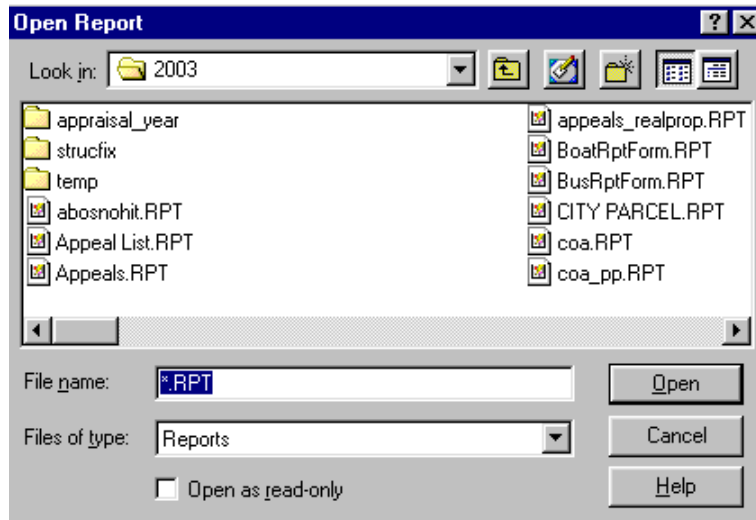 Open Report
Look in: 2003
appraisal_year
strucfix
temp
abosnohit.RPT
Appeal List.RPT
Appeals.RPT
appeals_realprop.RPT
BoatRptForm.RPT
BusRptForm.RPT
CITY PARCEL.RPT
coa.RPT
coa_pp.RPT
File name: *.RPT
Open
Files of type: Reports
Cancel
Open as read-only
Help